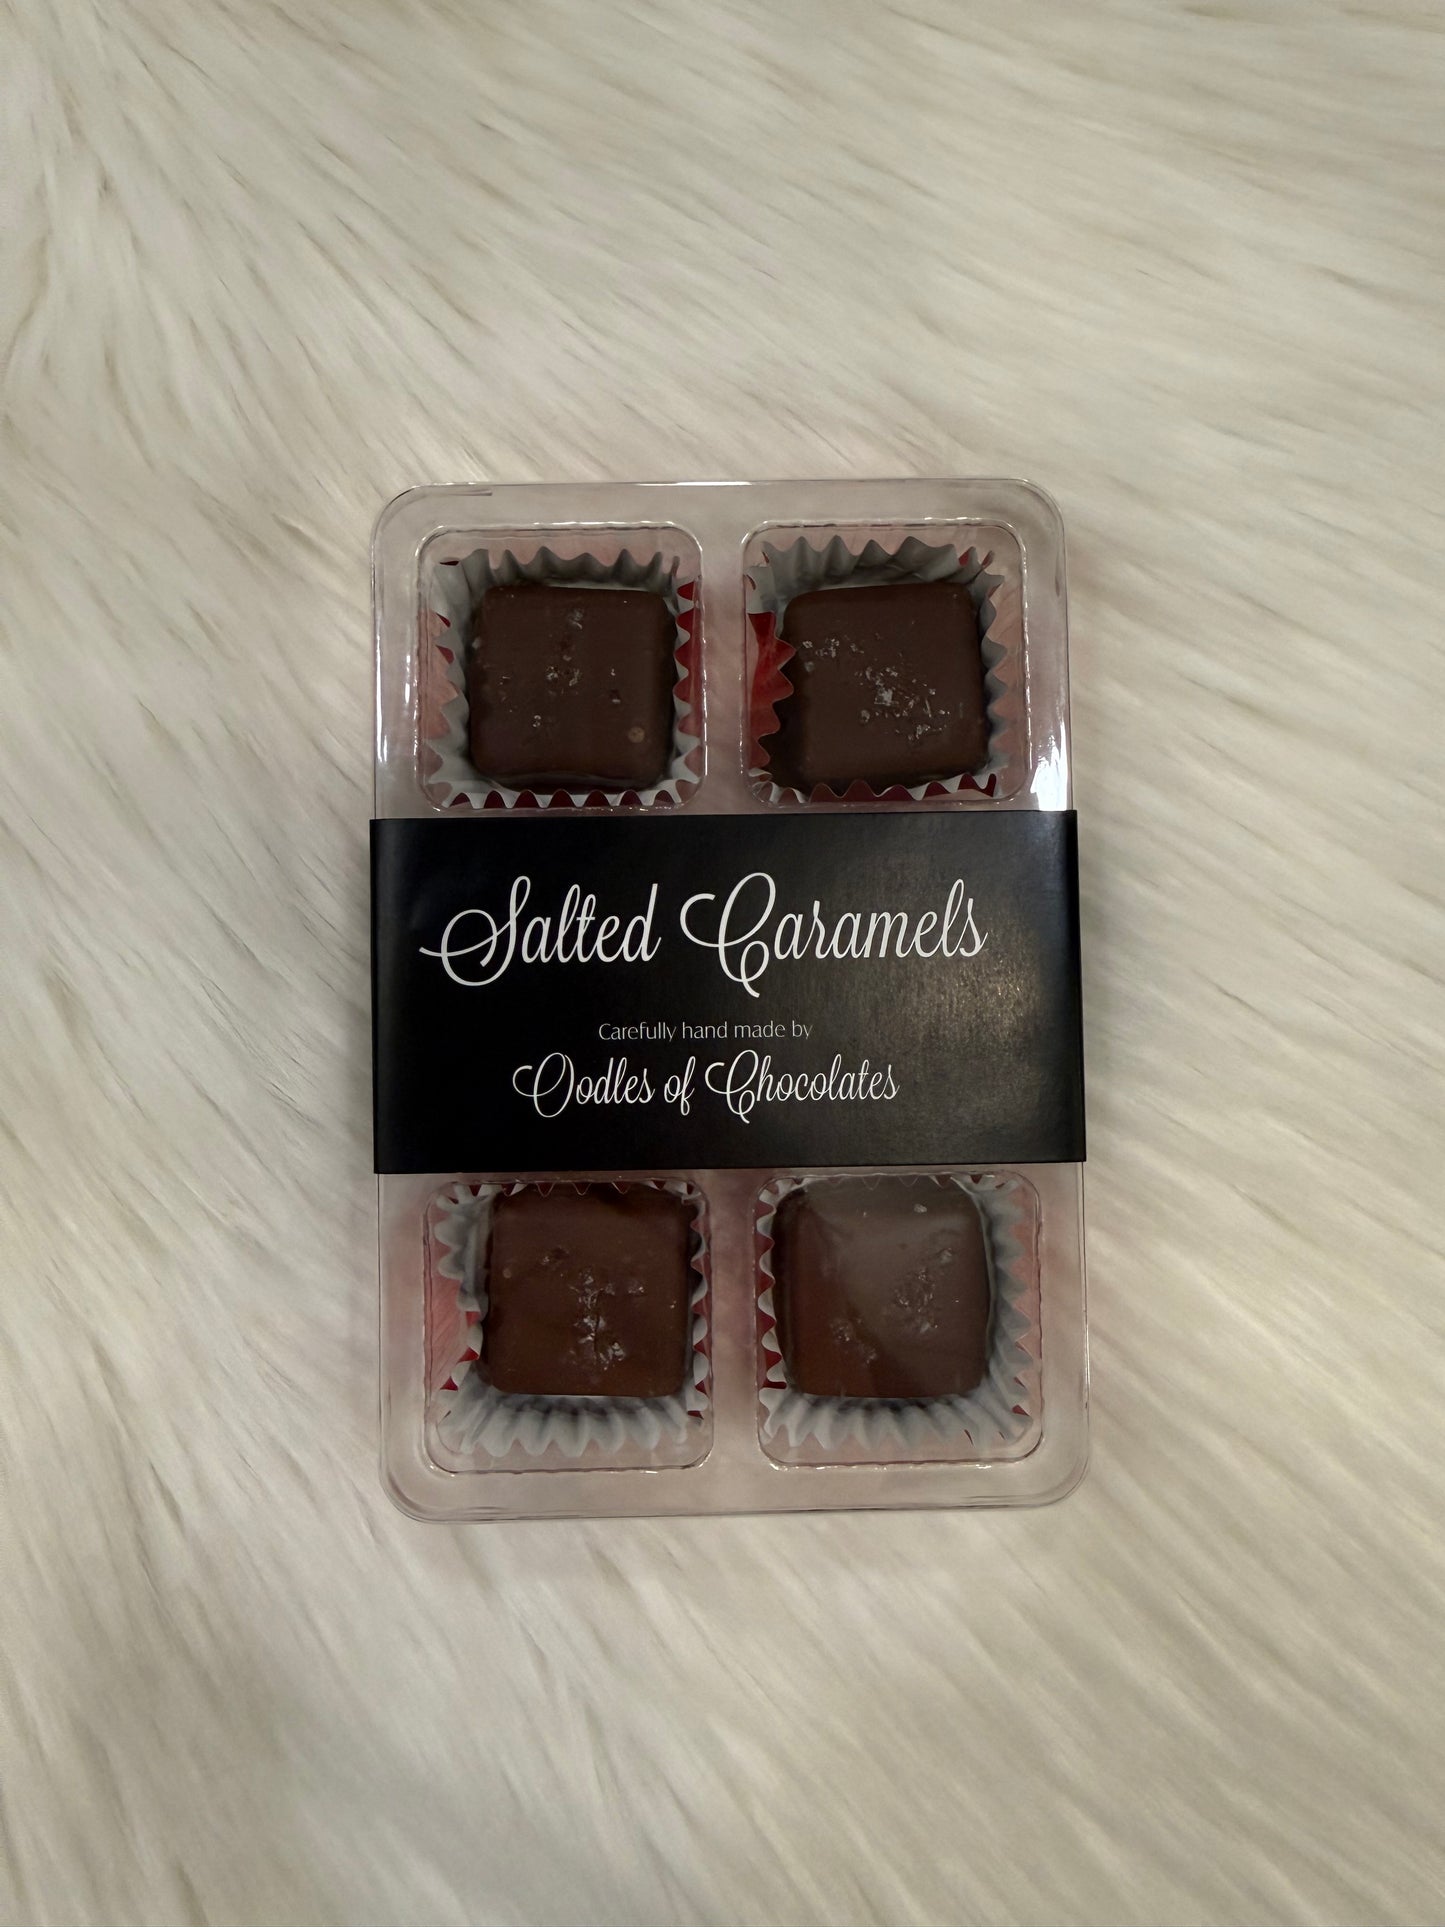 Salted Caramels
Carefully hand made by
Oodles of Chocolates